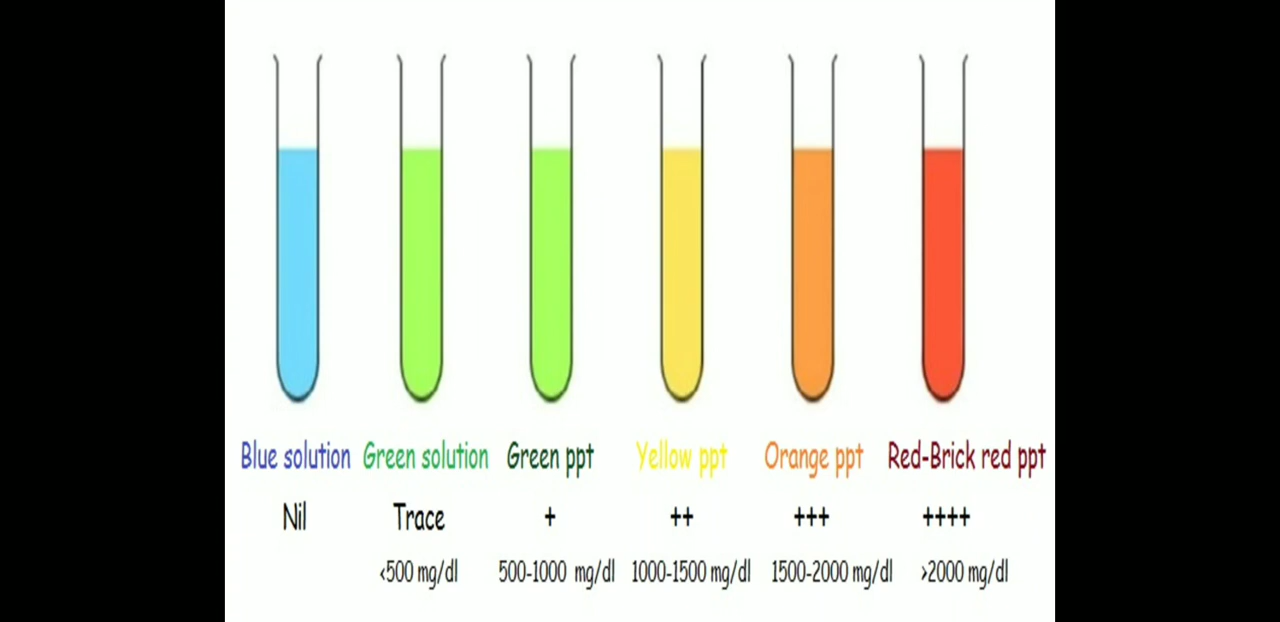 Blue solution Green solution Green ppt Yellow ppt Orange ppt Red-Brick red ppt
Nil Trace + ++ +++ ++++
<500 mg/dl 500-1000 mg/dl 1000-1500 mg/dl 1500-2000 mg/dl >2000 mg/dl